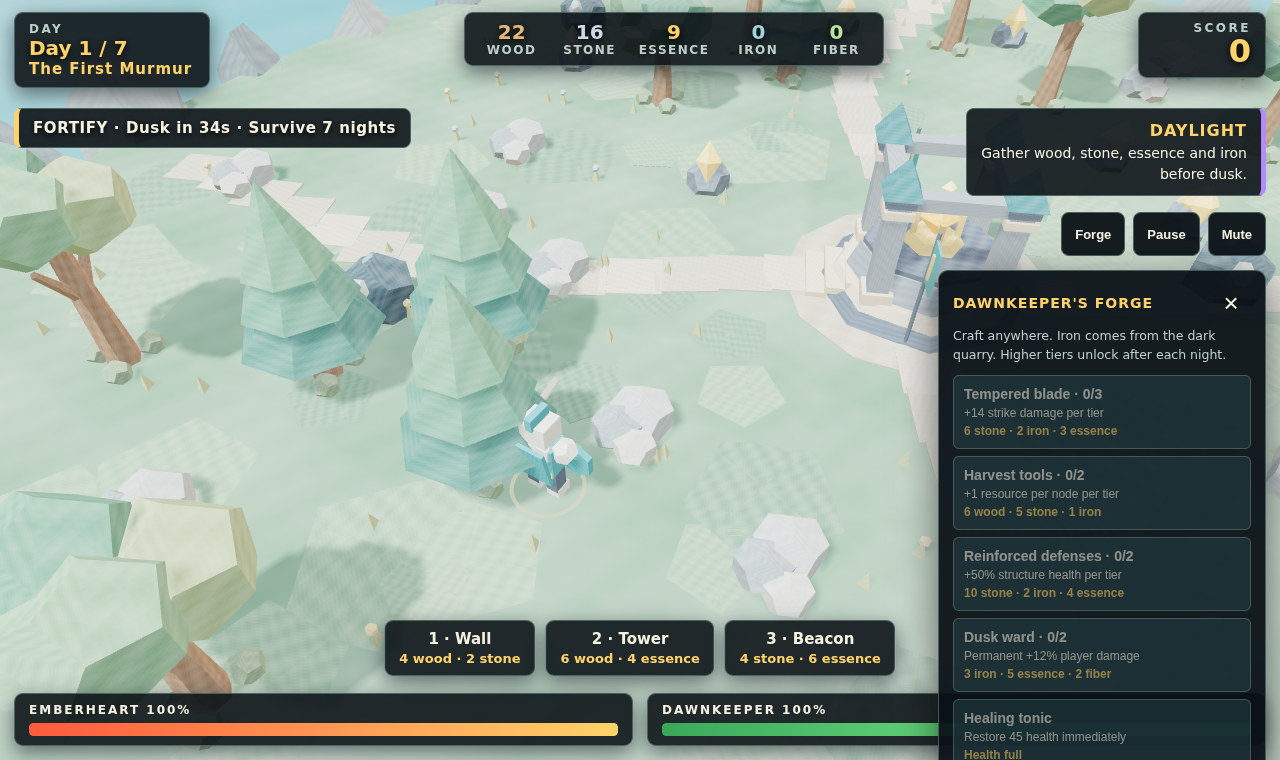 DAY
Day 1 / 7
The First Murmur
22 16 9 0 0
WOOD STONE ESSENCE IRON FIBER
SCORE
0
FORTIFY · Dusk in 34s · Survive 7 nights
DAYLIGHT
Gather wood, stone, essence and iron
before dusk.
Forge Pause Mute
DAWNKEEPER'S FORGE ✕
Craft anywhere. Iron comes from the dark
quarry. Higher tiers unlock after each night.
Tempered blade · 0/3
+14 strike damage per tier
6 stone · 2 iron · 3 essence
Harvest tools · 0/2
+1 resource per node per tier
6 wood · 5 stone · 1 iron
Reinforced defenses · 0/2
+50% structure health per tier
10 stone · 2 iron · 4 essence
Dusk ward · 0/2
Permanent +12% player damage
3 iron · 5 essence · 2 fiber
Healing tonic
Restore 45 health immediately
Health full
1 · Wall
4 wood · 2 stone
2 · Tower
6 wood · 4 essence
3 · Beacon
4 stone · 6 essence
EMBERHEART 100%
DAWNKEEPER 100%